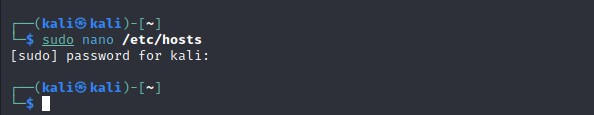 ┌──(kali㉿kali)-[~]
└─$ sudo nano /etc/hosts
[sudo] password for kali:
┌──(kali㉿kali)-[~]
└─$